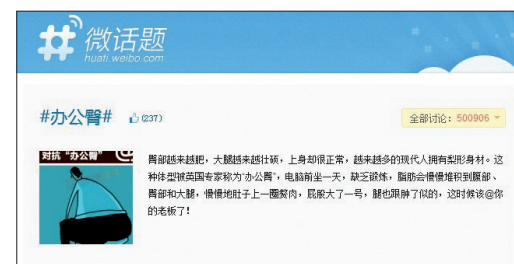 微话题
huati.weibo.com
#办公臀#
(237)
全部讨论：500906
对抗“办公臀”
臀部越来越肥，大腿越来越壮硕，上身却很正常，越来越多的现代人拥有梨形身材。这
种体型被英国专家称为“办公臀”，电脑前坐一天，缺乏锻炼，脂肪会慢慢堆积到腹部、
臀部和大腿，慢慢地肚子上一圈赘肉，屁股大了一号，腿也跟肿了似的，这时候该@你
的老板了！